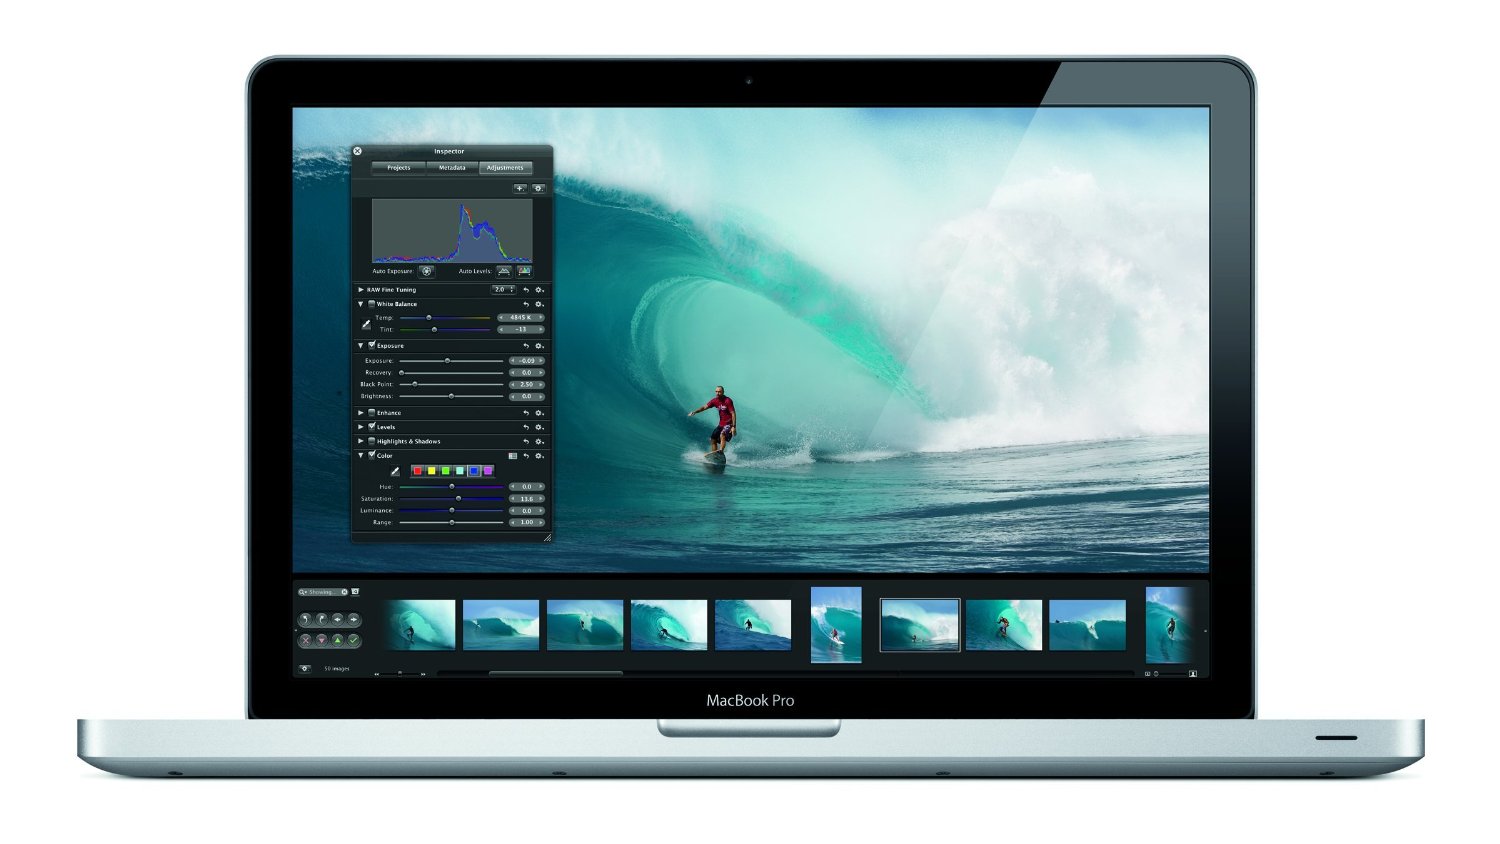 Inspector
Projects Metadata Adjustments
Auto Exposure: Auto Levels:
RAW Fine Tuning 2.0
White Balance
Temp: 4845 K
Tint: -13
Exposure
Exposure: -0.09
Recovery: 0.0
Black Point: 2.50
Brightness: 0.0
Enhance
Levels
Highlights & Shadows
Color
Hue: 0.0
Saturation: 13.6
Luminance: 0.0
Range: 1.00
Showing...
50 images
MacBook Pro